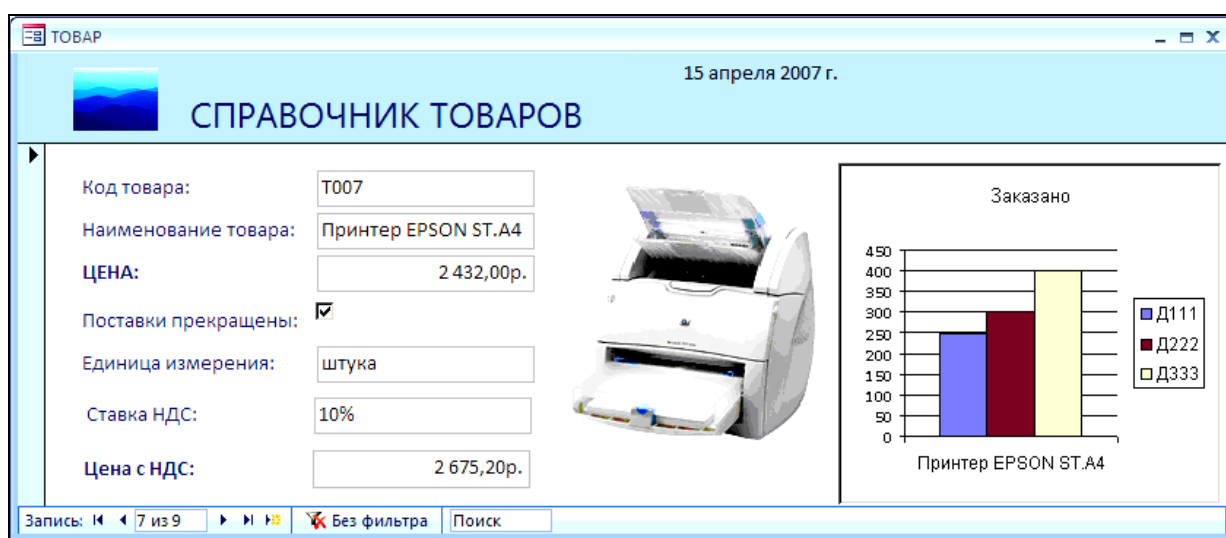 ТОВАР
15 апреля 2007 г.
СПРАВОЧНИК ТОВАРОВ
Код товара: Т007
Наименование товара: Принтер EPSON ST.A4
ЦЕНА: 2 432,00р.
Поставки прекращены:
Единица измерения: штука
Ставка НДС: 10%
Цена с НДС: 2 675,20р.
Заказано
450
400
350
300
250
200
150
100
50
0
Принтер EPSON ST.A4
Д111
Д222
Д333
Запись: 7 из 9 Без фильтра Поиск